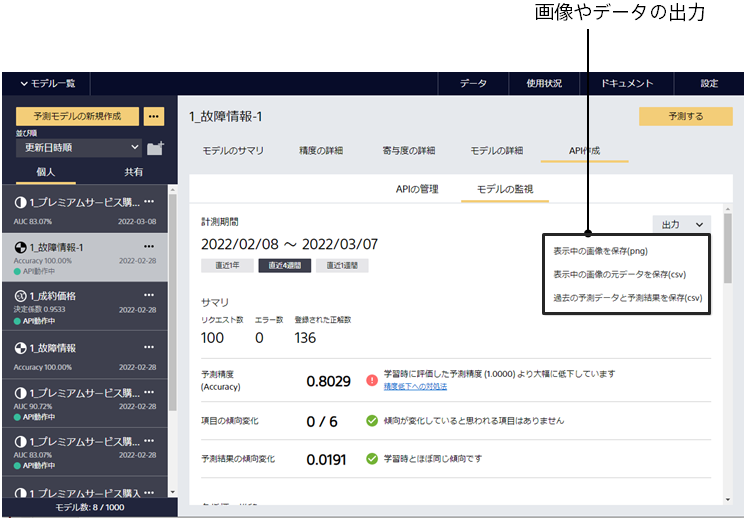 画像やデータの出力
モデル一覧
データ
使用状況
ドキュメント
設定
予測モデルの新規作成
並び順
更新日時順
個人
共有
1_プレミアムサービス購...
AUC 83.07%
2022-03-08
1_故障情報-1
Accuracy 100.00%
2022-02-28
API動作中
1_成約価格
決定係数 0.9533
2022-02-28
API動作中
1_故障情報
Accuracy 100.00%
2022-02-28
1_プレミアムサービス購...
AUC 90.72%
2022-02-28
API動作中
1_プレミアムサービス購...
AUC 83.07%
2022-02-28
API動作中
1_プレミアムサービス購入
モデル数: 8 / 1000
1_故障情報-1
予測する
モデルのサマリ
精度の詳細
寄与度の詳細
モデルの詳細
API作成
APIの管理
モデルの監視
計測期間
出力
2022/02/08 ～ 2022/03/07
直近1年
直近4週間
直近1週間
表示中の画像を保存(png)
表示中の画像の元データを保存(csv)
過去の予測データと予測結果を保存(csv)
サマリ
リクエスト数
エラー数
登録された正解数
100
0
136
予測精度
(Accuracy)
0.8029
学習時に評価した予測精度 (1.0000) より大幅に低下しています
精度低下への対処法
項目の傾向変化
0 / 6
傾向が変化していると思われる項目はありません
予測結果の傾向変化
0.0191
学習時とほぼ同じ傾向です